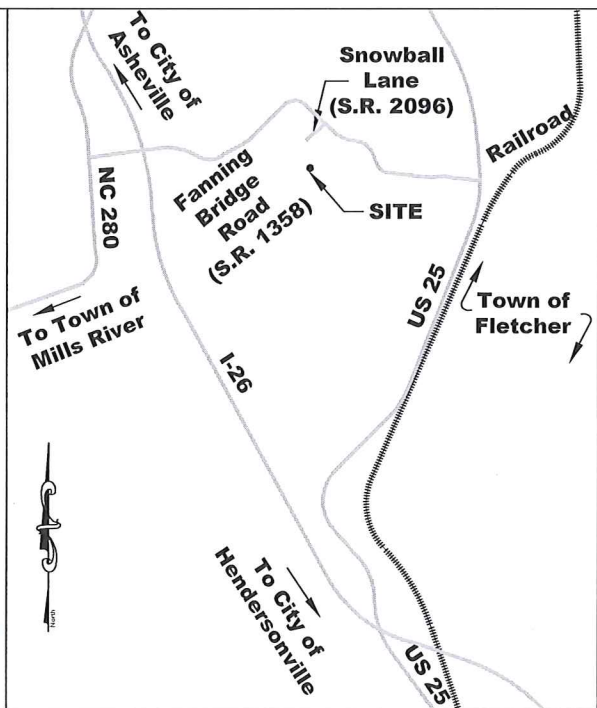 To City of
Asheville
Snowball
Lane
(S.R. 2096)
Railroad
Fanning
Bridge
Road
(S.R. 1358)
SITE
NC 280
US 25
Town of
Fletcher
To Town of
Mills River
I-26
North
To City of
Hendersonville
US 25